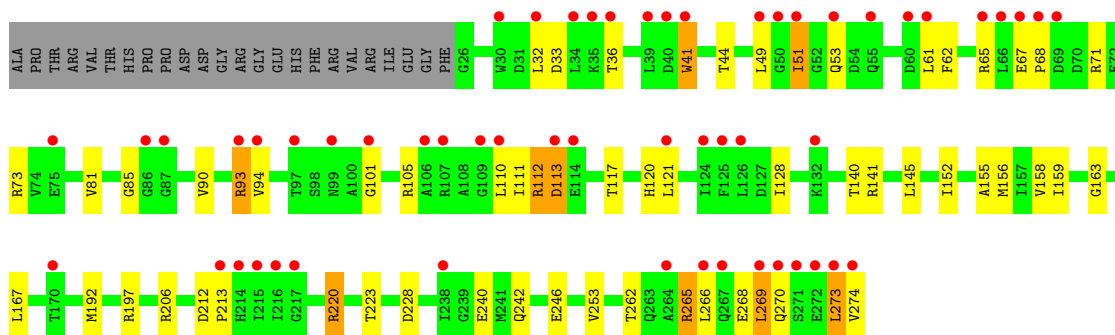 ALA PRO THR ARG VAL THR HIS PRO PRO ASP ASP GLY ARG GLY GLU HIS PHE ARG VAL ARG ILE GLU GLY PHE G26 W30 D31 L32 D33 L34 K35 T36 L39 D40 W41 T44 L49 G50 I51 G52 Q53 D54 Q55 D60 L61 F62 R65 L66 E67 P68 D69 D70 R71 E72
R73 V74 E75 V81 G85 G86 G87 V90 R93 V94 T97 S98 N99 A100 G101 R105 A106 R107 A108 G109 L110 I111 R112 D113 E114 T117 H120 L121 I124 F125 L126 D127 I128 K132 T140 R141 L145 I152 A155 M156 I157 V158 I159 G163
L167 T170 M192 R197 R206 D212 P213 H214 I215 I216 G217 R220 T223 D228 I238 G239 E240 M241 Q242 E246 V253 T262 Q263 A264 R265 L266 Q267 E268 L269 Q270 S271 E272 L273 V274